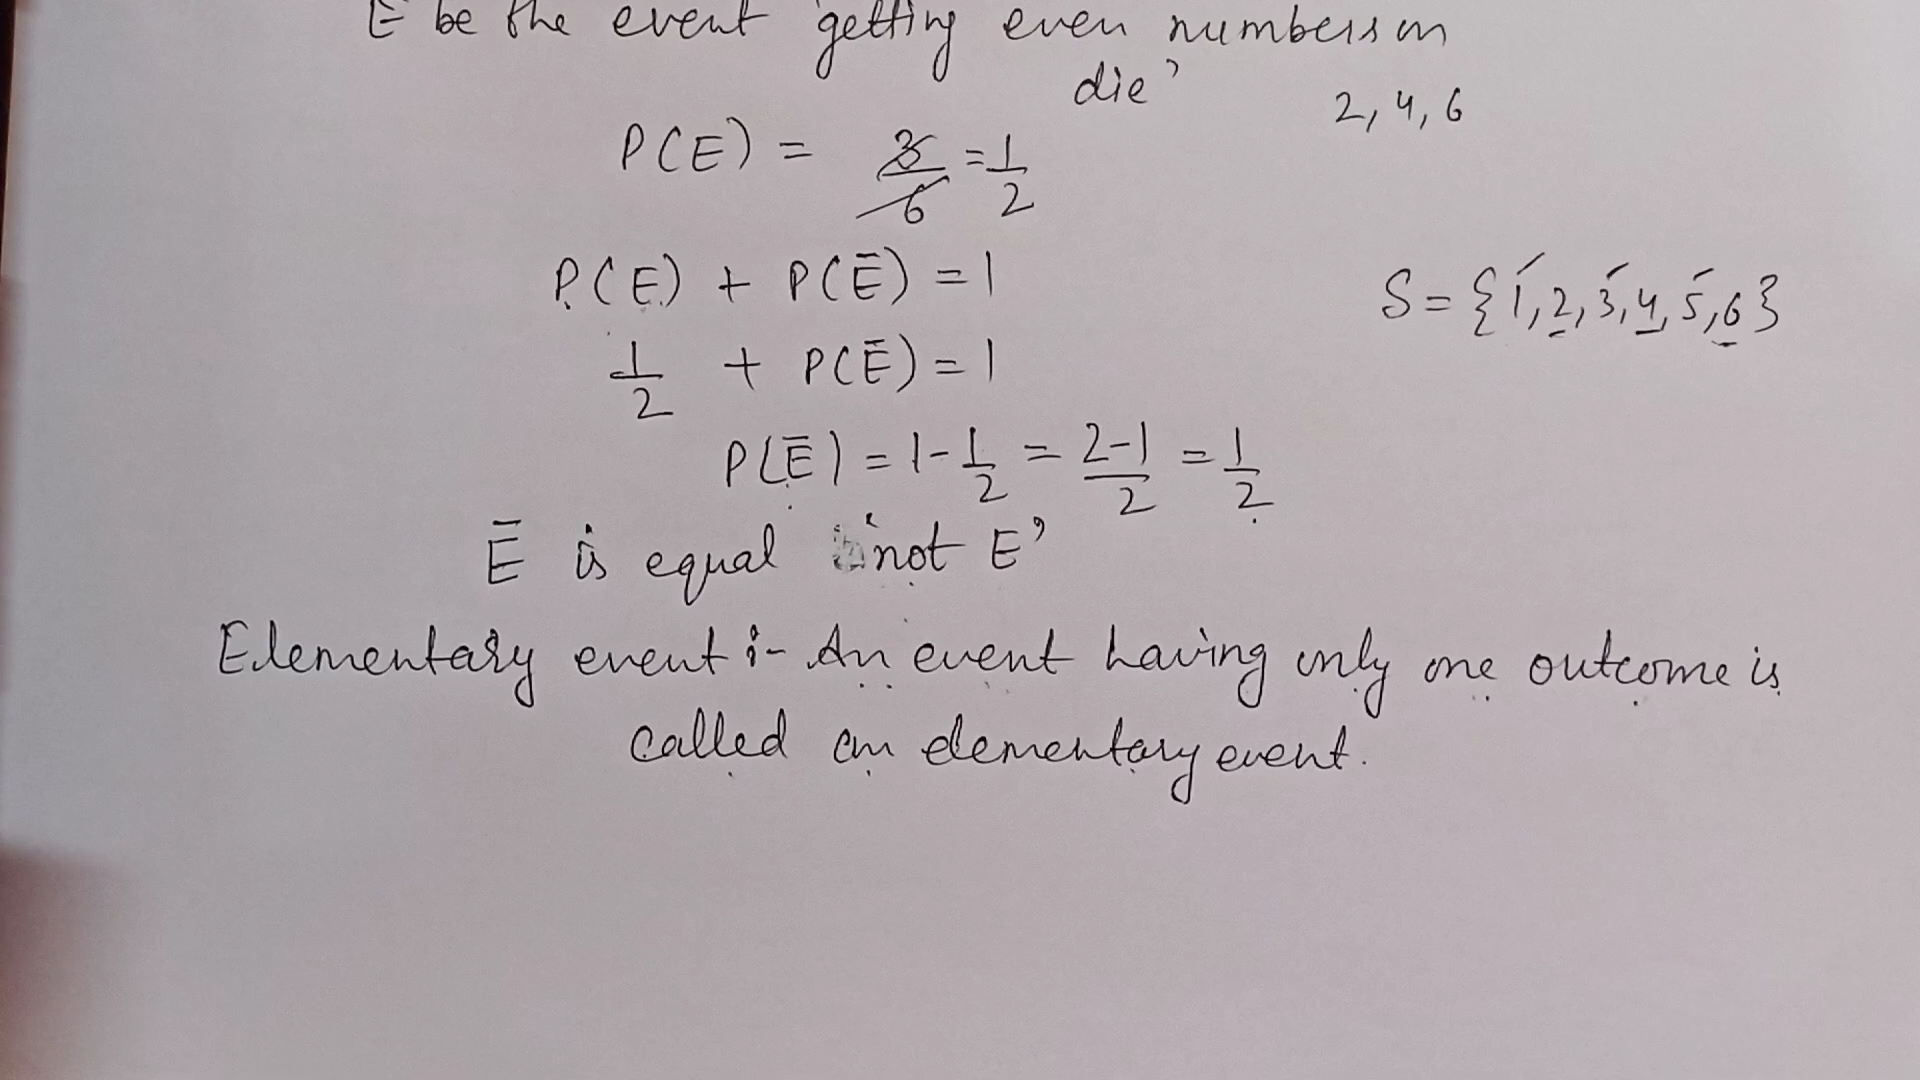 E be the event 'getting even numbers on
die'
2, 4, 6
P(E) = 3/6 = 1/2
P(E) + P(Ē) = 1
S = {1, 2, 3, 4, 5, 6}
1/2 + P(Ē) = 1
P(Ē) = 1 - 1/2 = 2-1/2 = 1/2
Ē is equal 'not E'
Elementary event :- An event having only one outcome is
called an elementary event.